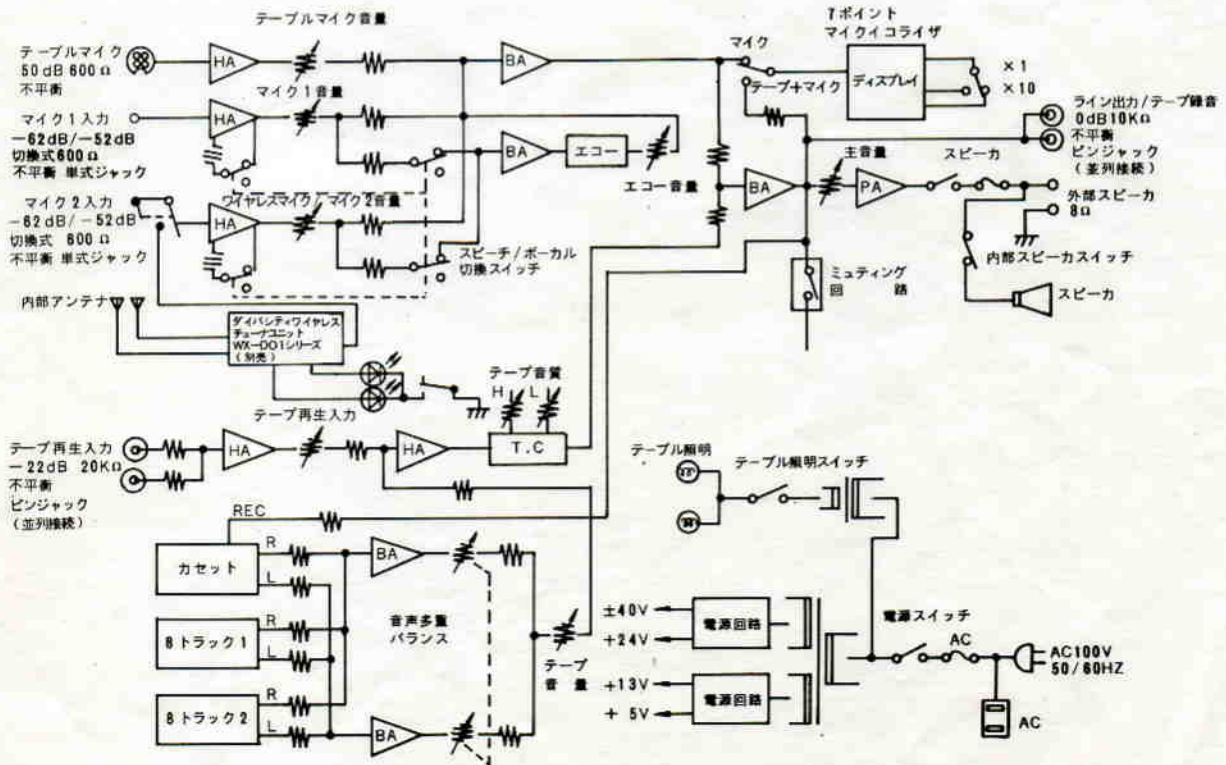 テーブルマイク音量
テーブルマイク
50dB 600Ω
不平衡
HA
BA
マイク
7ポイント
マイクイコライザ
ディスプレイ
×1
×10
テープ+マイク
ライン出力/テープ録音
0dB 10KΩ
不平衡
ピンジャック
(並列接続)
マイク1音量
マイク1入力
-62dB/-52dB
切換式600Ω
不平衡 単式ジャック
HA
BA
エコー
エコー音量
BA
主音量
PA
スピーカ
外部スピーカ
8Ω
内部スピーカスイッチ
スピーカ
ミュティング
回路
ワイヤレスマイク/マイク2音量
マイク2入力
-62dB/-52dB
切換式 600Ω
不平衡 単式ジャック
HA
スピーチ/ボーカル
切換スイッチ
内部アンテナ
ダイバシティワイヤレス
チューナユニット
WX-D01シリーズ
(別売)
テープ音質
H L
テープ再生入力
テープ再生入力
-22dB 20KΩ
不平衡
ピンジャック
(並列接続)
HA
HA
T.C
テーブル照明
テーブル照明スイッチ
REC
カセット
R
L
BA
8トラック1
R
L
音声多重
バランス
8トラック2
R
L
BA
テープ
音量
±40V
+24V
電源回路
+13V
+ 5V
電源回路
電源スイッチ
AC
AC100V
50/60HZ
AC